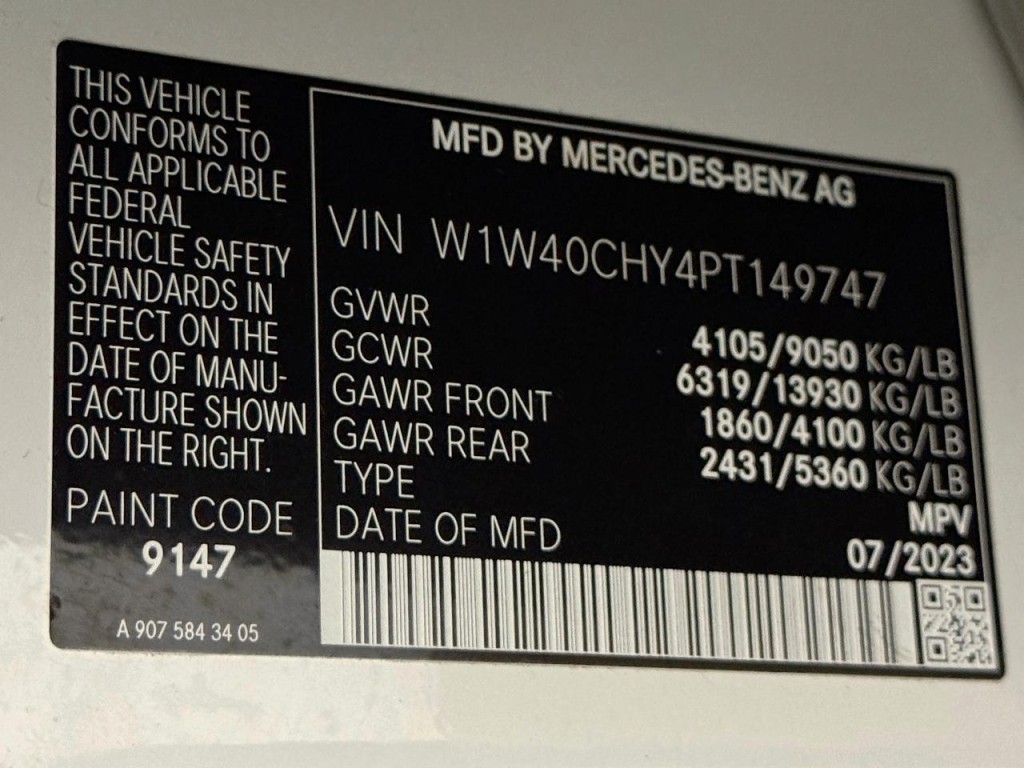 THIS VEHICLE
CONFORMS TO
ALL APPLICABLE
FEDERAL
VEHICLE SAFETY
STANDARDS IN
EFFECT ON THE
DATE OF MANU-
FACTURE SHOWN
ON THE RIGHT.
PAINT CODE
9147
A 907 584 34 05
MFD BY MERCEDES-BENZ AG
VIN W1W40CHY4PT149747
GVWR 4105/9050 KG/LB
GCWR 6319/13930 KG/LB
GAWR FRONT 1860/4100 KG/LB
GAWR REAR 2431/5360 KG/LB
TYPE MPV
DATE OF MFD 07/2023